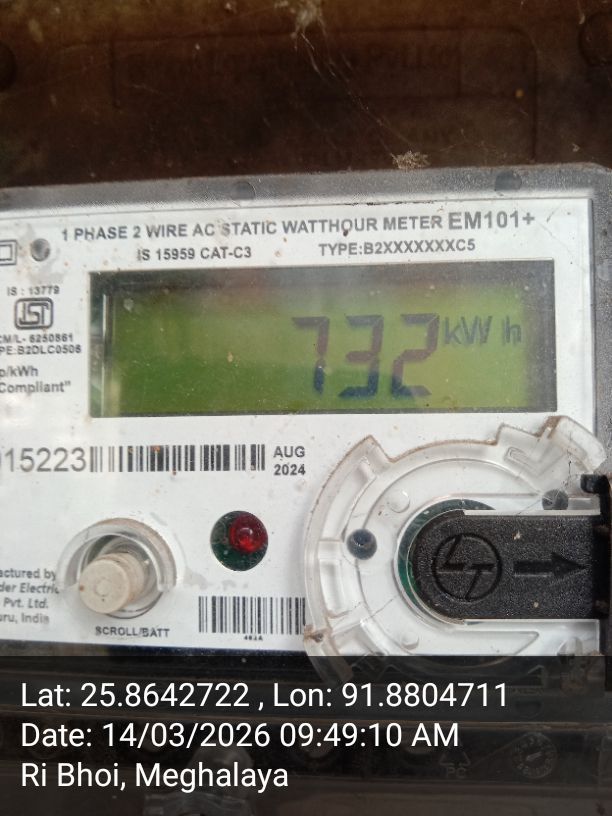 1 PHASE 2 WIRE AC STATIC WATTHOUR METER EM101+
IS 15959 CAT-C3 TYPE:B2XXXXXXXC5
IS : 13779
ISI
CM/L- 6250861
PE:B2DLC0506
p/kWh
Compliant"
732 kWh
15223
AUG
2024
actured by
der Electric
Pvt. Ltd.
uru, India
SCROLL/BATT
LT
Lat: 25.8642722 , Lon: 91.8804711
Date: 14/03/2026 09:49:10 AM
Ri Bhoi, Meghalaya